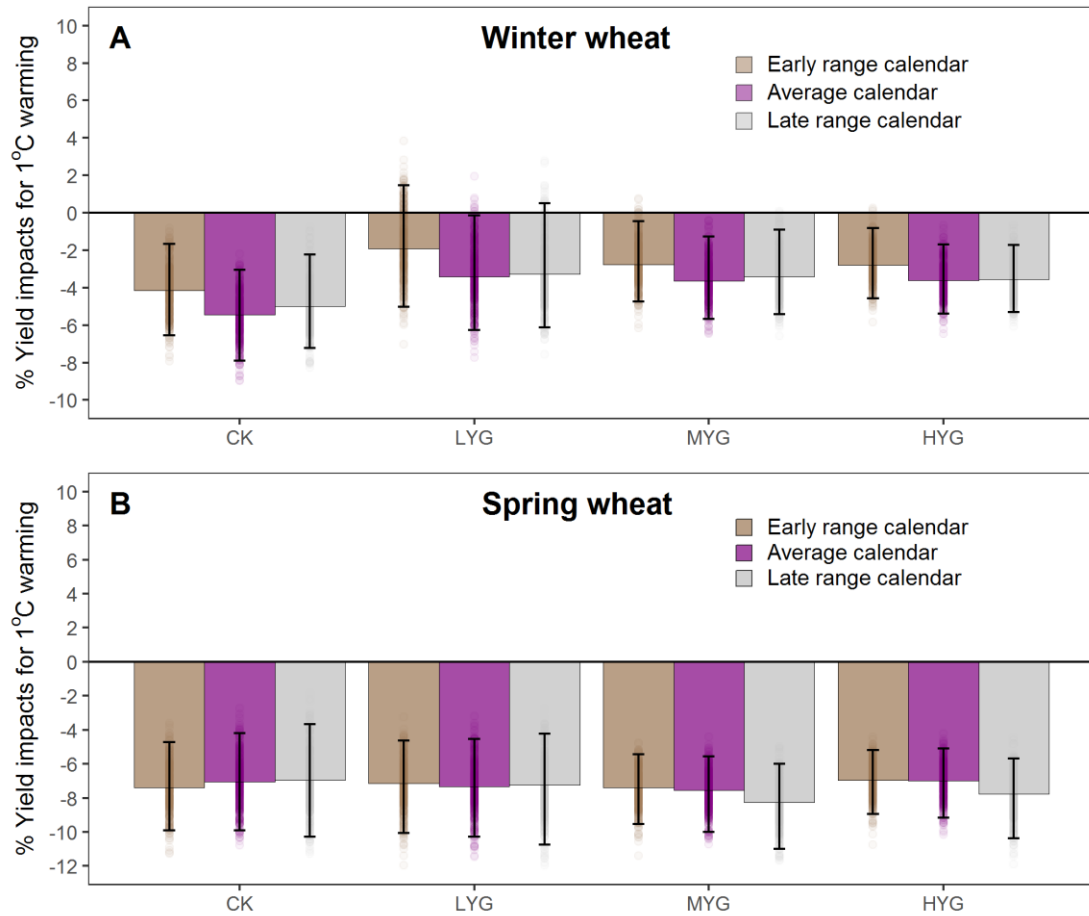 A
Winter wheat
Early range calendar
Average calendar
Late range calendar
% Yield impacts for 1°C warming
10
8
6
4
2
0
-2
-4
-6
-8
-10
CK LYG MYG HYG
B
Spring wheat
Early range calendar
Average calendar
Late range calendar
% Yield impacts for 1°C warming
10
8
6
4
2
0
-2
-4
-6
-8
-10
-12
CK LYG MYG HYG